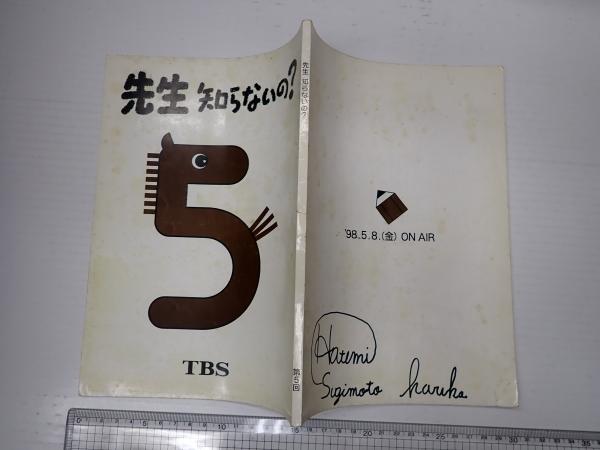 先生 知らないの?
5
TBS
先生 知らないの?
第5回
'98.5.8.(金) ON AIR
Hatemi
Sugimoto
haruka